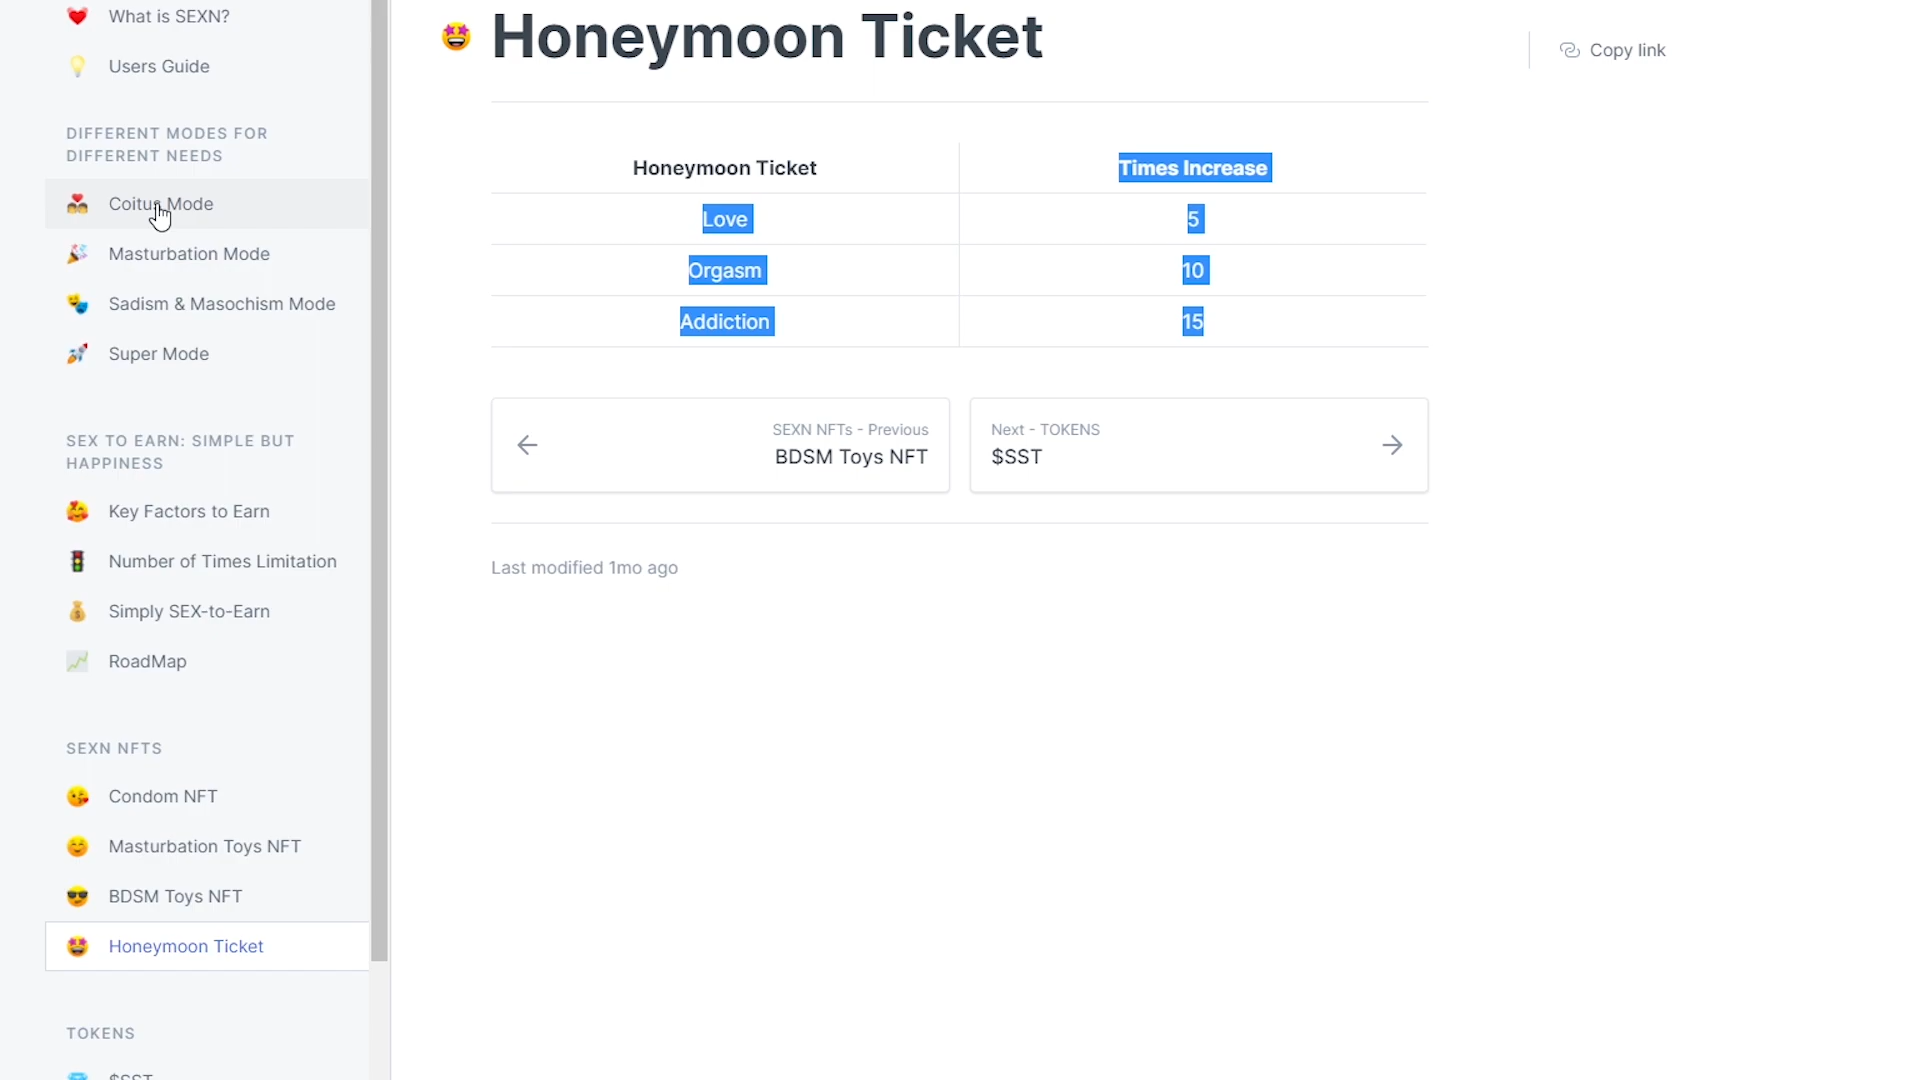 What is SEXN?
Users Guide
DIFFERENT MODES FOR
DIFFERENT NEEDS
Coitus Mode
Masturbation Mode
Sadism & Masochism Mode
Super Mode
SEX TO EARN: SIMPLE BUT
HAPPINESS
Key Factors to Earn
Number of Times Limitation
Simply SEX-to-Earn
RoadMap
SEXN NFTS
Condom NFT
Masturbation Toys NFT
BDSM Toys NFT
Honeymoon Ticket
TOKENS
$SST
Honeymoon Ticket
Copy link
Honeymoon Ticket Times Increase
Love 5
Orgasm 10
Addiction 15
SEXN NFTs - Previous
BDSM Toys NFT
Next - TOKENS
$SST
Last modified 1mo ago